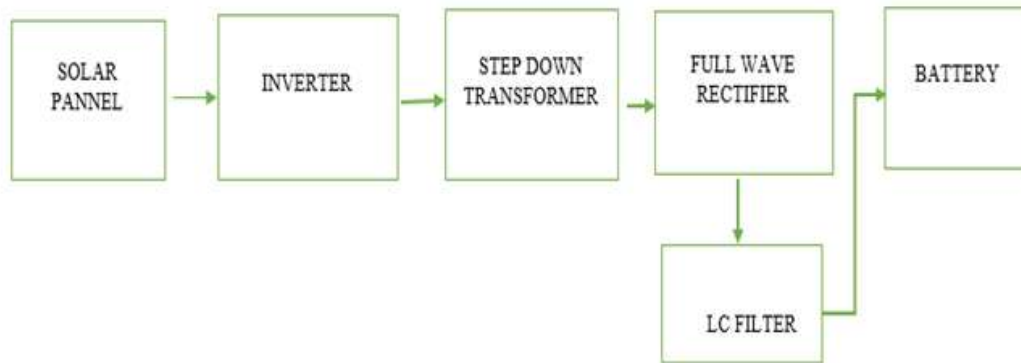 SOLAR
PANNEL
INVERTER
STEP DOWN
TRANSFORMER
FULL WAVE
RECTIFIER
BATTERY
LC FILTER